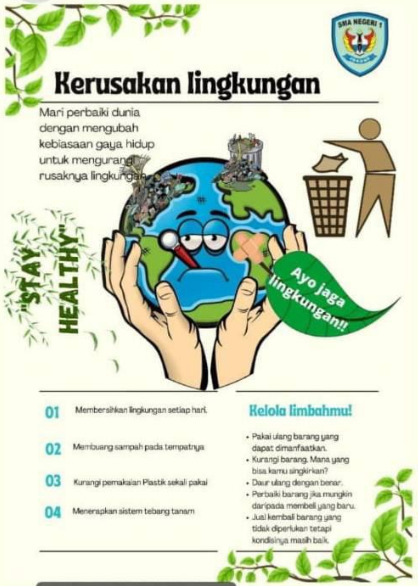 SMA NEGERI 1
Kerusakan lingkungan
Mari perbaiki dunia
dengan mengubah
kebiasaan gaya hidup
untuk mengurangi
rusaknya lingkungan
"STAY
HEALTHY"
Ayo jaga
lingkungan!!
01 Membersihkan lingkungan setiap hari.
02 Membuang sampah pada tempatnya
03 Kurangi pemakaian Plastik sekali pakai
04 Menerapkan sistem tebang tanam
Kelola limbahmu!
• Pakai ulang barang yang
dapat dimanfaatkan.
• Kurangi barang. Mana yang
bisa kamu singkirkan?
• Daur ulang dengan benar.
• Perbaiki barang jika mungkin
daripada membeli yang baru.
• Jual kembali barang yang
tidak diperlukan tetapi
kondisinya masih baik.